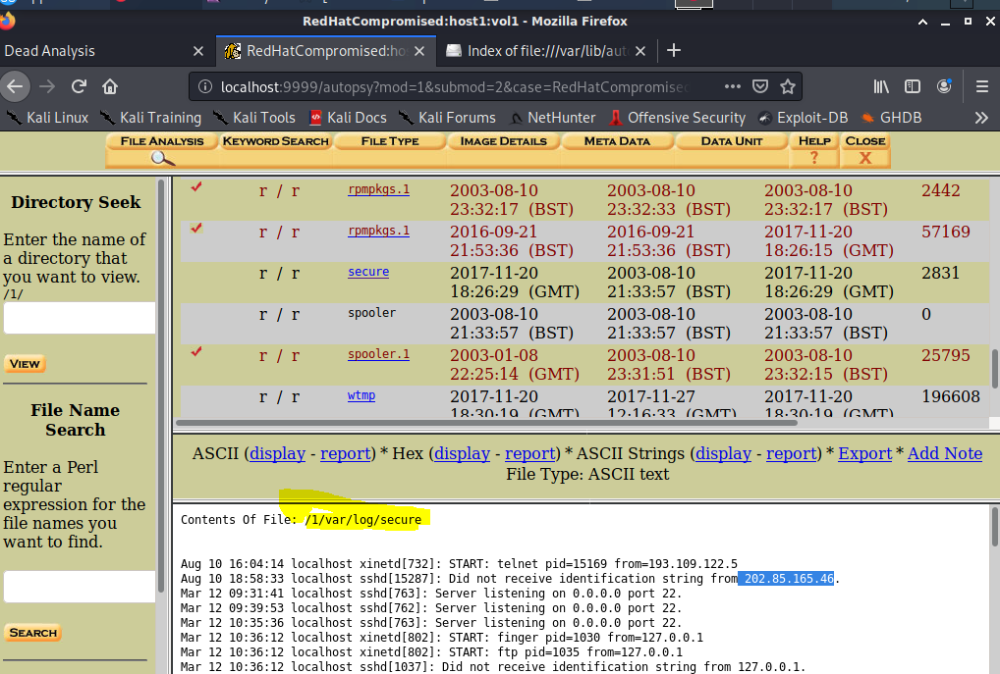 RedHatCompromised:host1:vol1 - Mozilla Firefox
Dead Analysis
RedHatCompromised:hos
Index of file:///var/lib/aut
localhost:9999/autopsy?mod=1&submod=2&case=RedHatCompromised
Kali Linux
Kali Training
Kali Tools
Kali Docs
Kali Forums
NetHunter
Offensive Security
Exploit-DB
GHDB
FILE ANALYSIS
KEYWORD SEARCH
FILE TYPE
IMAGE DETAILS
META DATA
DATA UNIT
HELP
CLOSE
?
X
Directory Seek
Enter the name of
a directory that
you want to view.
/1/
VIEW
File Name
Search
Enter a Perl
regular
expression for the
file names you
want to find.
SEARCH
r / r rpmpkgs.1 2003-08-10 2003-08-10 2003-08-10 2442
23:32:17 (BST) 23:32:33 (BST) 23:32:17 (BST)
r / r rpmpkgs.1 2016-09-21 2016-09-21 2017-11-20 57169
21:53:36 (BST) 21:53:36 (BST) 18:26:15 (GMT)
r / r secure 2017-11-20 2003-08-10 2017-11-20 2831
18:26:29 (GMT) 21:33:57 (BST) 18:26:29 (GMT)
r / r spooler 2003-08-10 2003-08-10 2003-08-10 0
21:33:57 (BST) 21:33:57 (BST) 21:33:57 (BST)
r / r spooler.1 2003-01-08 2003-08-10 2003-08-10 25795
22:25:14 (GMT) 23:31:51 (BST) 23:32:15 (BST)
r / r wtmp 2017-11-20 2017-11-27 2017-11-20 196608
18:30:19 (GMT) 12:16:33 (GMT) 18:30:19 (GMT)
ASCII (display - report) * Hex (display - report) * ASCII Strings (display - report) * Export * Add Note
File Type: ASCII text
Contents Of File: /1/var/log/secure
Aug 10 16:04:14 localhost xinetd[732]: START: telnet pid=15169 from=193.109.122.5
Aug 10 18:58:33 localhost sshd[15287]: Did not receive identification string from 202.85.165.46.
Mar 12 09:31:41 localhost sshd[763]: Server listening on 0.0.0.0 port 22.
Mar 12 09:39:53 localhost sshd[762]: Server listening on 0.0.0.0 port 22.
Mar 12 10:35:36 localhost sshd[763]: Server listening on 0.0.0.0 port 22.
Mar 12 10:36:12 localhost xinetd[802]: START: finger pid=1030 from=127.0.0.1
Mar 12 10:36:12 localhost xinetd[802]: START: ftp pid=1035 from=127.0.0.1
Mar 12 10:36:12 localhost sshd[1037]: Did not receive identification string from 127.0.0.1.